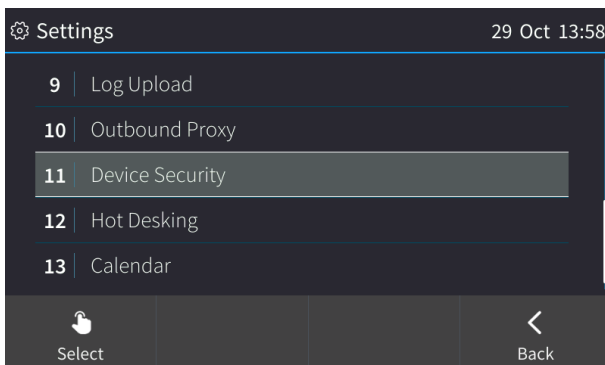 Settings 29 Oct 13:58
9 Log Upload
10 Outbound Proxy
11 Device Security
12 Hot Desking
13 Calendar
Select Back